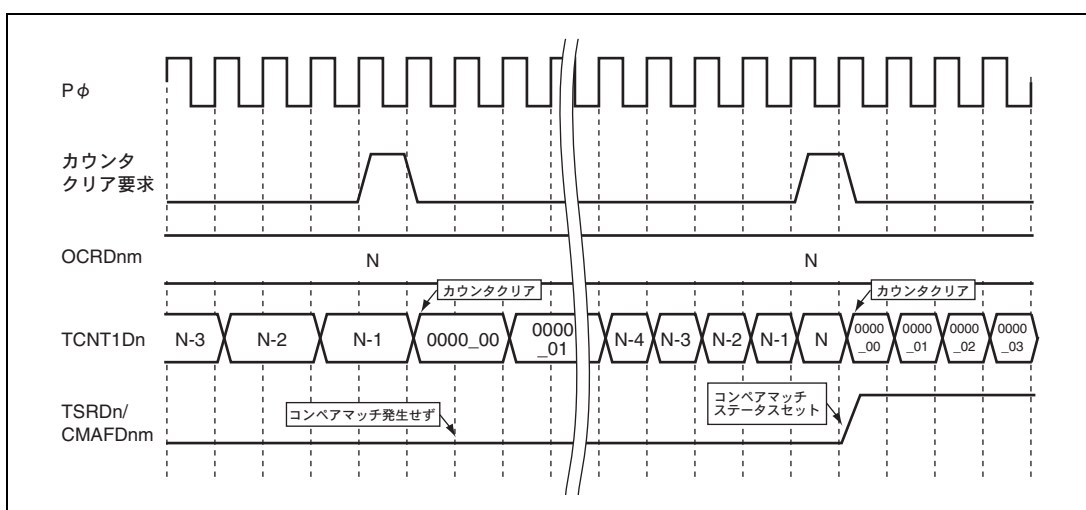 Pφ
カウンタ
クリア要求
OCRDnm
N
N
カウンタクリア
カウンタクリア
TCNT1Dn
N-3
N-2
N-1
0000_00
0000
_01
N-4
N-3
N-2
N-1
N
0000
_00
0000
_01
0000
_02
0000
_03
TSRDn/
CMAFDnm
コンペアマッチ発生せず
コンペアマッチ
ステータスセット